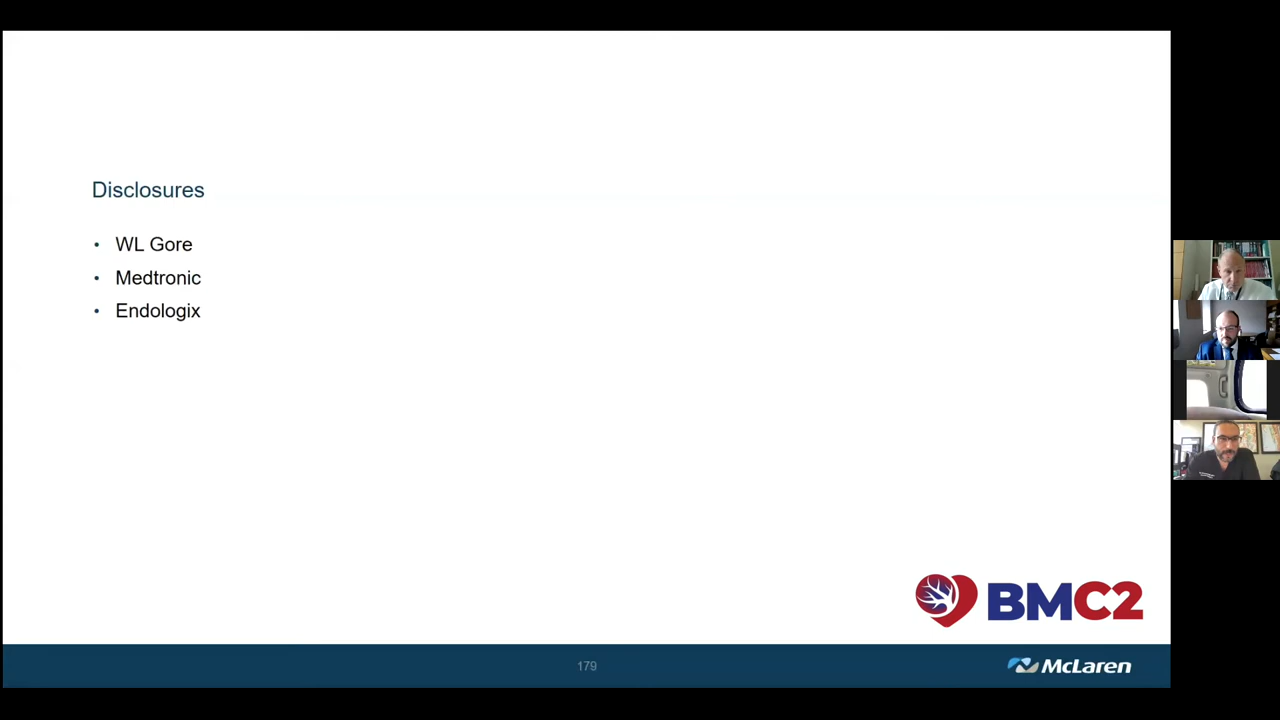 Disclosures
• WL Gore
• Medtronic
• Endologix
BMC2
179
McLaren